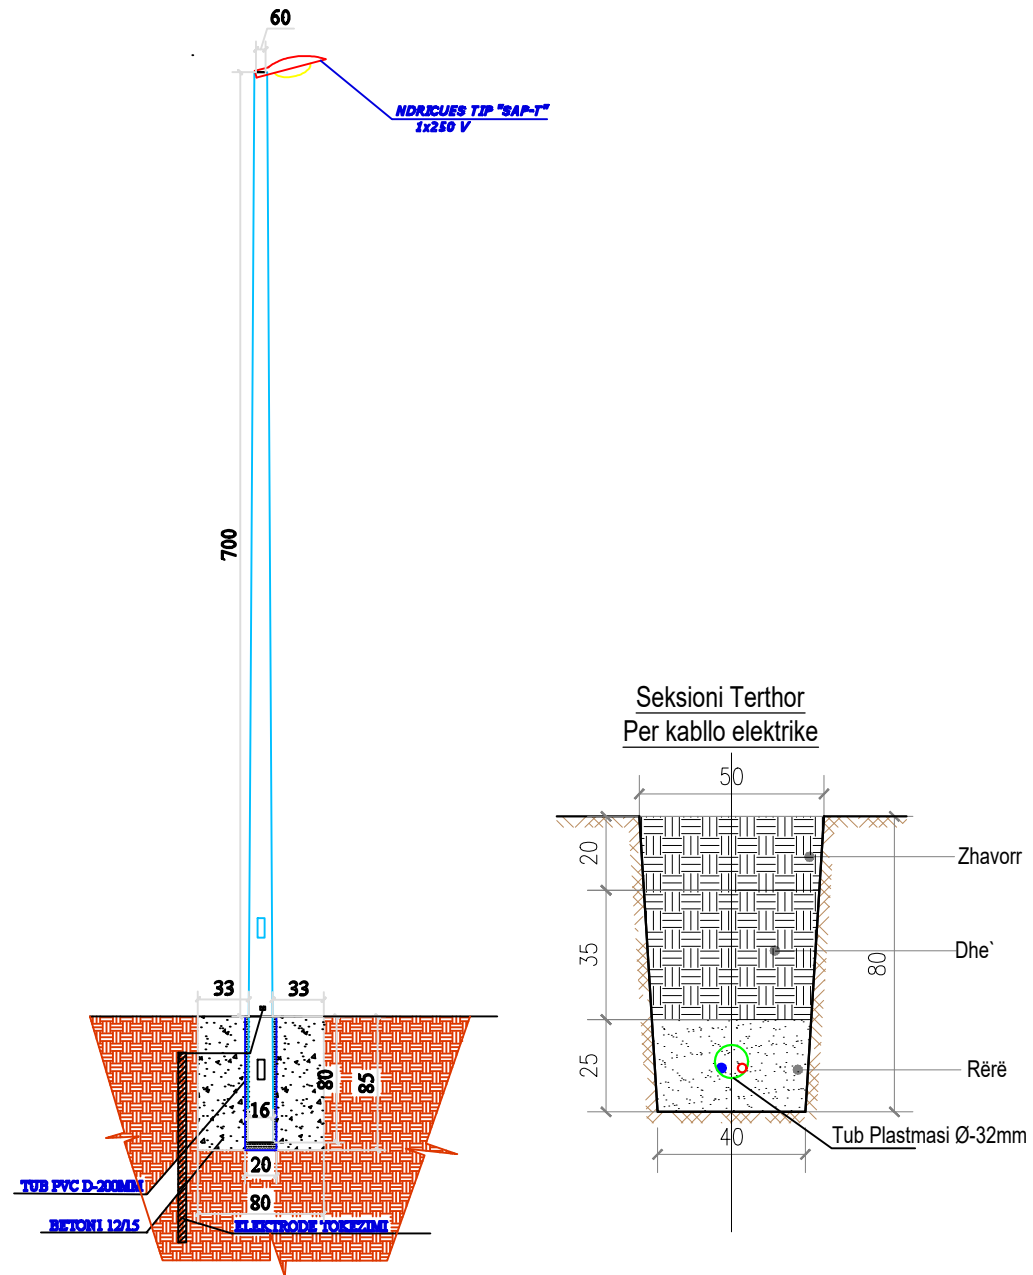 60
NDRICUES TIP "SAP-T"
1x250 V
700
33
33
80
85
16
20
80
TUB PVC D-200MM
BETONI 12/15
ELEKTRODE TOKEZIMI
Seksioni Terthor
Per kabllo elektrike
50
20
35
25
80
40
Zhavorr
Dhe`
Rërë
Tub Plastmasi Ø-32mm